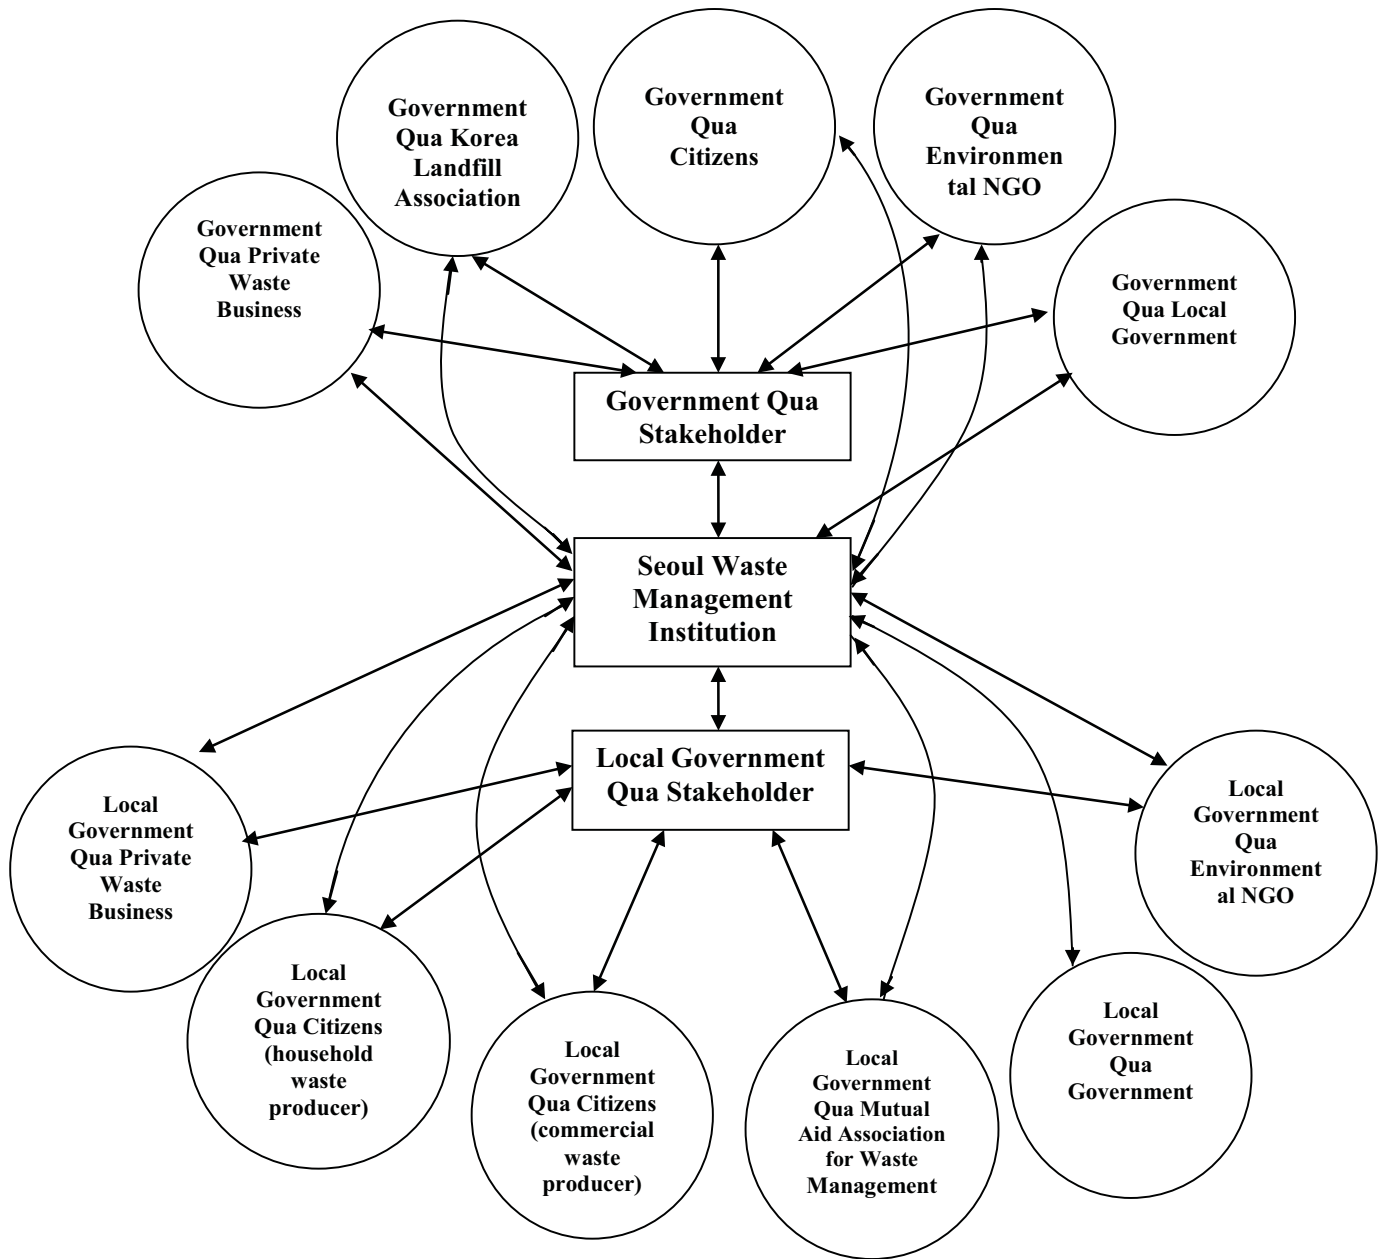 Government
Qua Korea
Landfill
Association
Government
Qua
Citizens
Government
Qua
Environmen
tal NGO
Government
Qua Private
Waste
Business
Government
Qua Local
Government
Government Qua
Stakeholder
Seoul Waste
Management
Institution
Local Government
Qua Stakeholder
Local
Government
Qua Private
Waste
Business
Local
Government
Qua Citizens
(household
waste
producer)
Local
Government
Qua Citizens
(commercial
waste
producer)
Local
Government
Qua Mutual
Aid Association
for Waste
Management
Local
Government
Qua
Government
Local
Government
Qua
Environment
al NGO